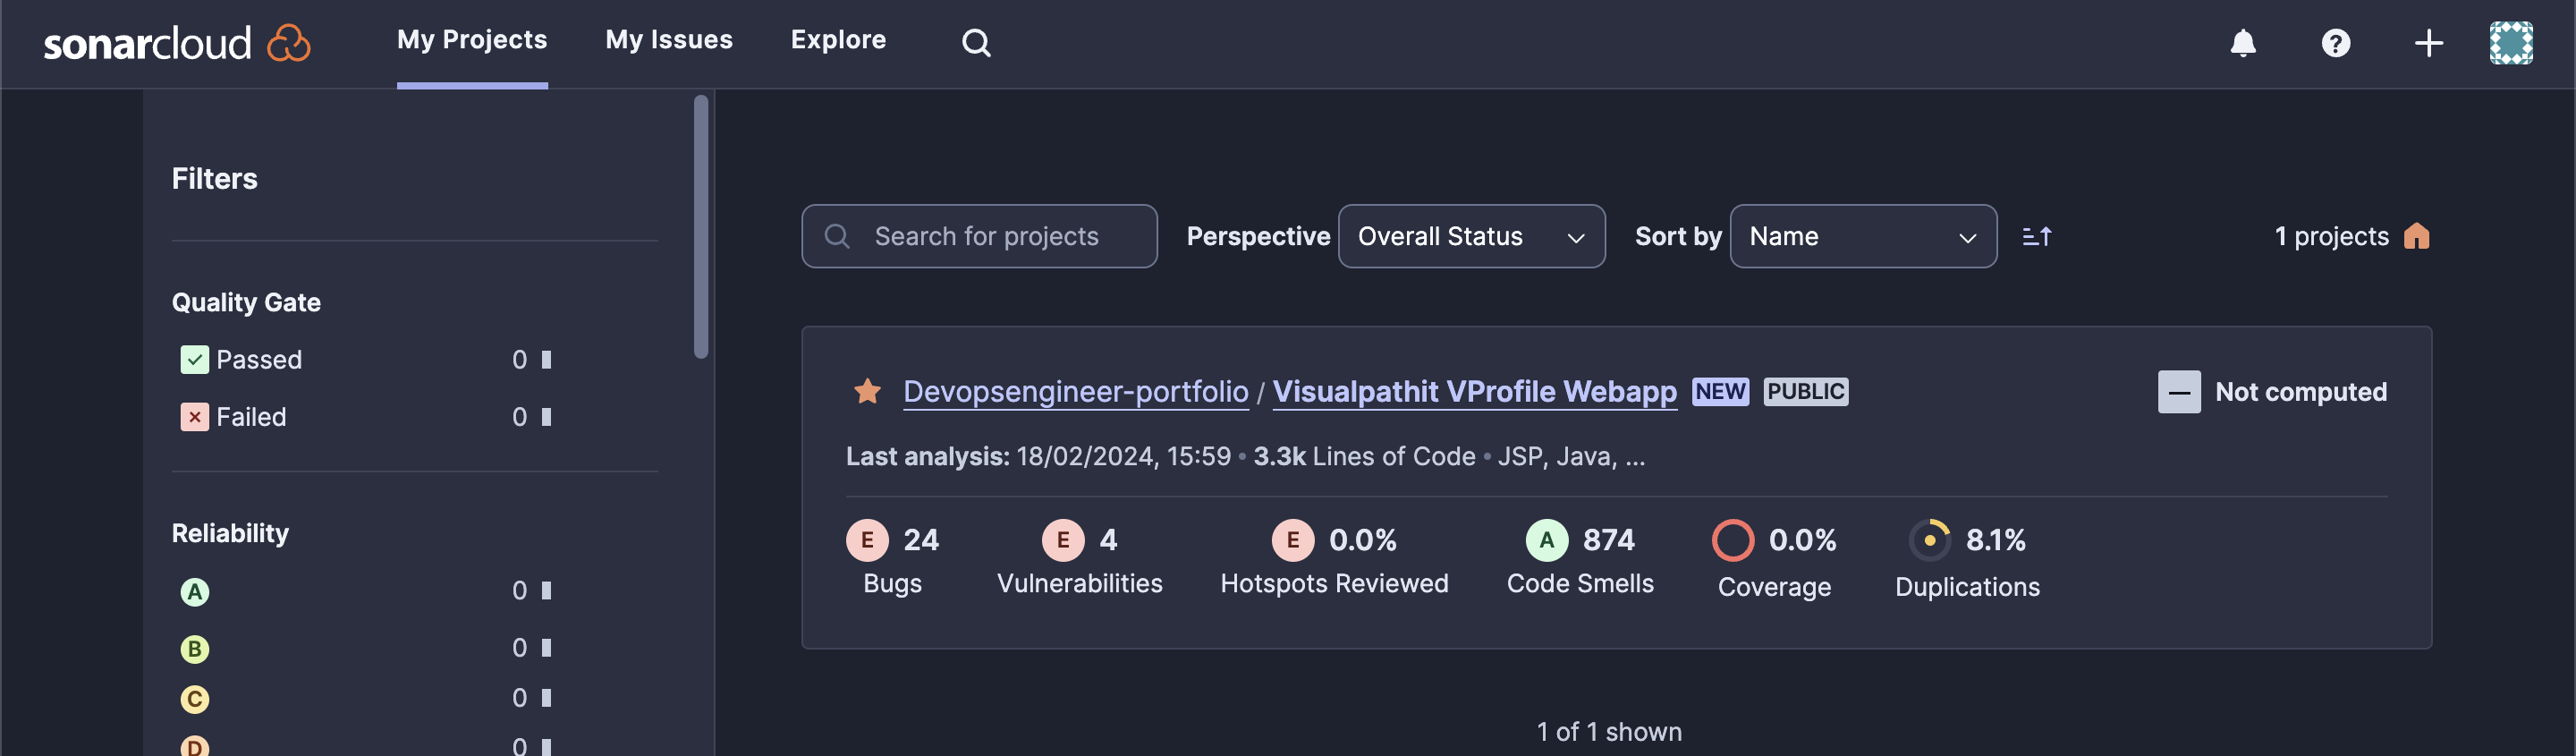 sonarcloud My Projects My Issues Explore
Filters
Quality Gate
Passed 0
Failed 0
Reliability
A 0
B 0
C 0
D 0
Search for projects Perspective Overall Status Sort by Name 1 projects
Devopsengineer-portfolio / Visualpathit VProfile Webapp NEW PUBLIC Not computed
Last analysis: 18/02/2024, 15:59 • 3.3k Lines of Code • JSP, Java, ...
E 24 E 4 E 0.0% A 874 0.0% 8.1%
Bugs Vulnerabilities Hotspots Reviewed Code Smells Coverage Duplications
1 of 1 shown